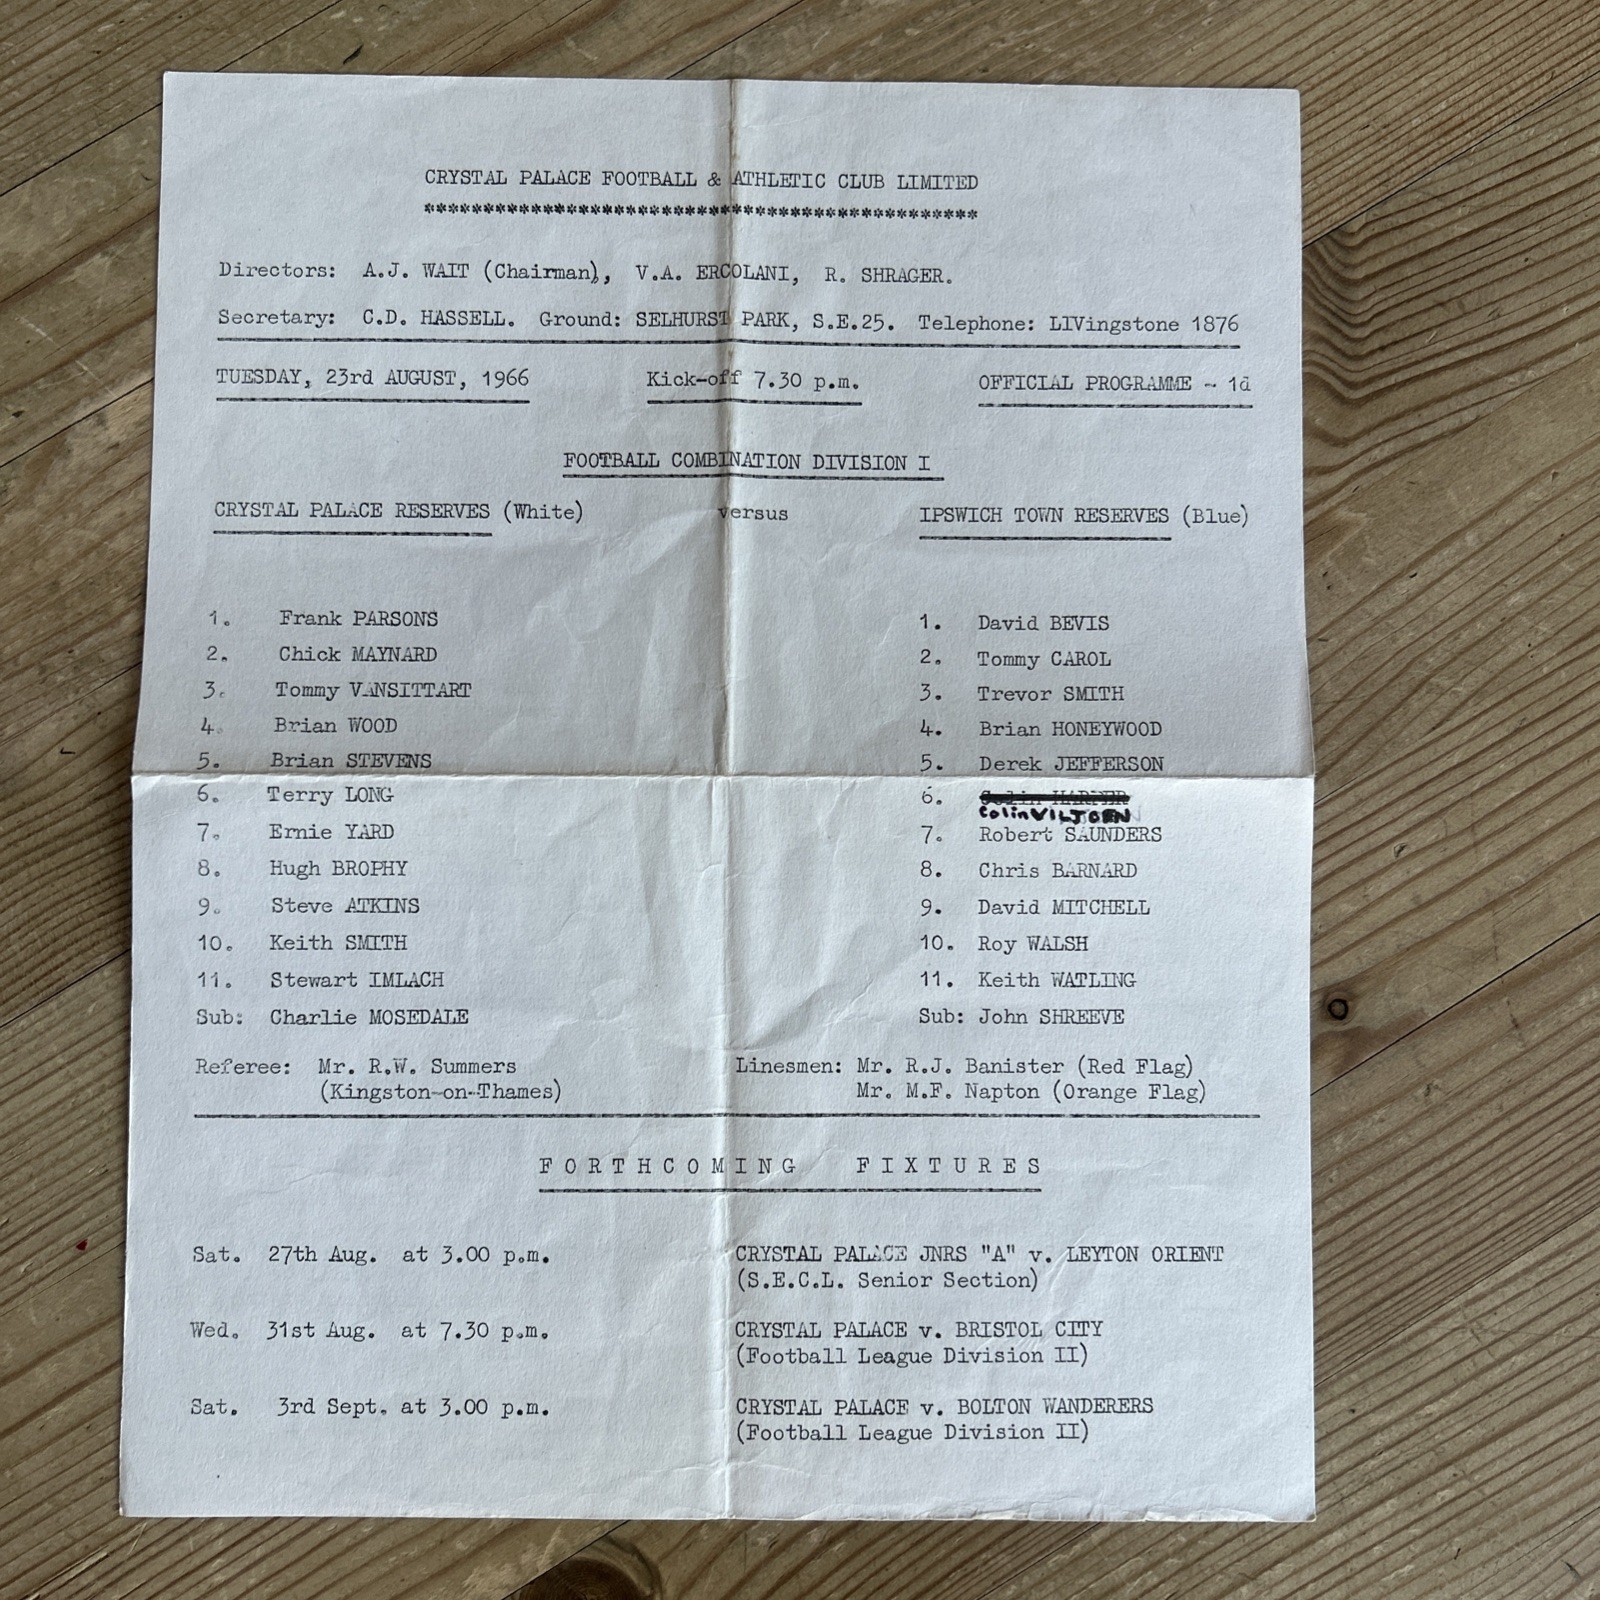 CRYSTAL PALACE FOOTBALL & ATHLETIC CLUB LIMITED
***********************************************
Directors: A.J. WAIT (Chairman), V.A. ERCOLANI, R. SHRAGER.
Secretary: C.D. HASSELL. Ground: SELHURST PARK, S.E.25. Telephone: LIVingstone 1876
TUESDAY, 23rd AUGUST, 1966 Kick-off 7.30 p.m. OFFICIAL PROGRAMME - 1d
FOOTBALL COMBINATION DIVISION I
CRYSTAL PALACE RESERVES (White) versus IPSWICH TOWN RESERVES (Blue)
1. Frank PARSONS 1. David BEVIS
2. Chick MAYNARD 2. Tommy CAROL
3. Tommy VANSITTART 3. Trevor SMITH
4. Brian WOOD 4. Brian HONEYWOOD
5. Brian STEVENS 5. Derek JEFFERSON
6. Terry LONG 6. Colin HARPER
Colin VILJOEN
7. Ernie YARD 7. Robert SAUNDERS
8. Hugh BROPHY 8. Chris BARNARD
9. Steve ATKINS 9. David MITCHELL
10. Keith SMITH 10. Roy WALSH
11. Stewart IMLACH 11. Keith WATLING
Sub: Charlie MOSEDALE Sub: John SHREEVE
Referee: Mr. R.W. Summers Linesmen: Mr. R.J. Banister (Red Flag)
(Kingston-on-Thames) Mr. M.F. Napton (Orange Flag)
FORTHCOMING FIXTURES
Sat. 27th Aug. at 3.00 p.m. CRYSTAL PALACE JNRS "A" v. LEYTON ORIENT
(S.E.C.L. Senior Section)
Wed. 31st Aug. at 7.30 p.m. CRYSTAL PALACE v. BRISTOL CITY
(Football League Division II)
Sat. 3rd Sept. at 3.00 p.m. CRYSTAL PALACE v. BOLTON WANDERERS
(Football League Division II)